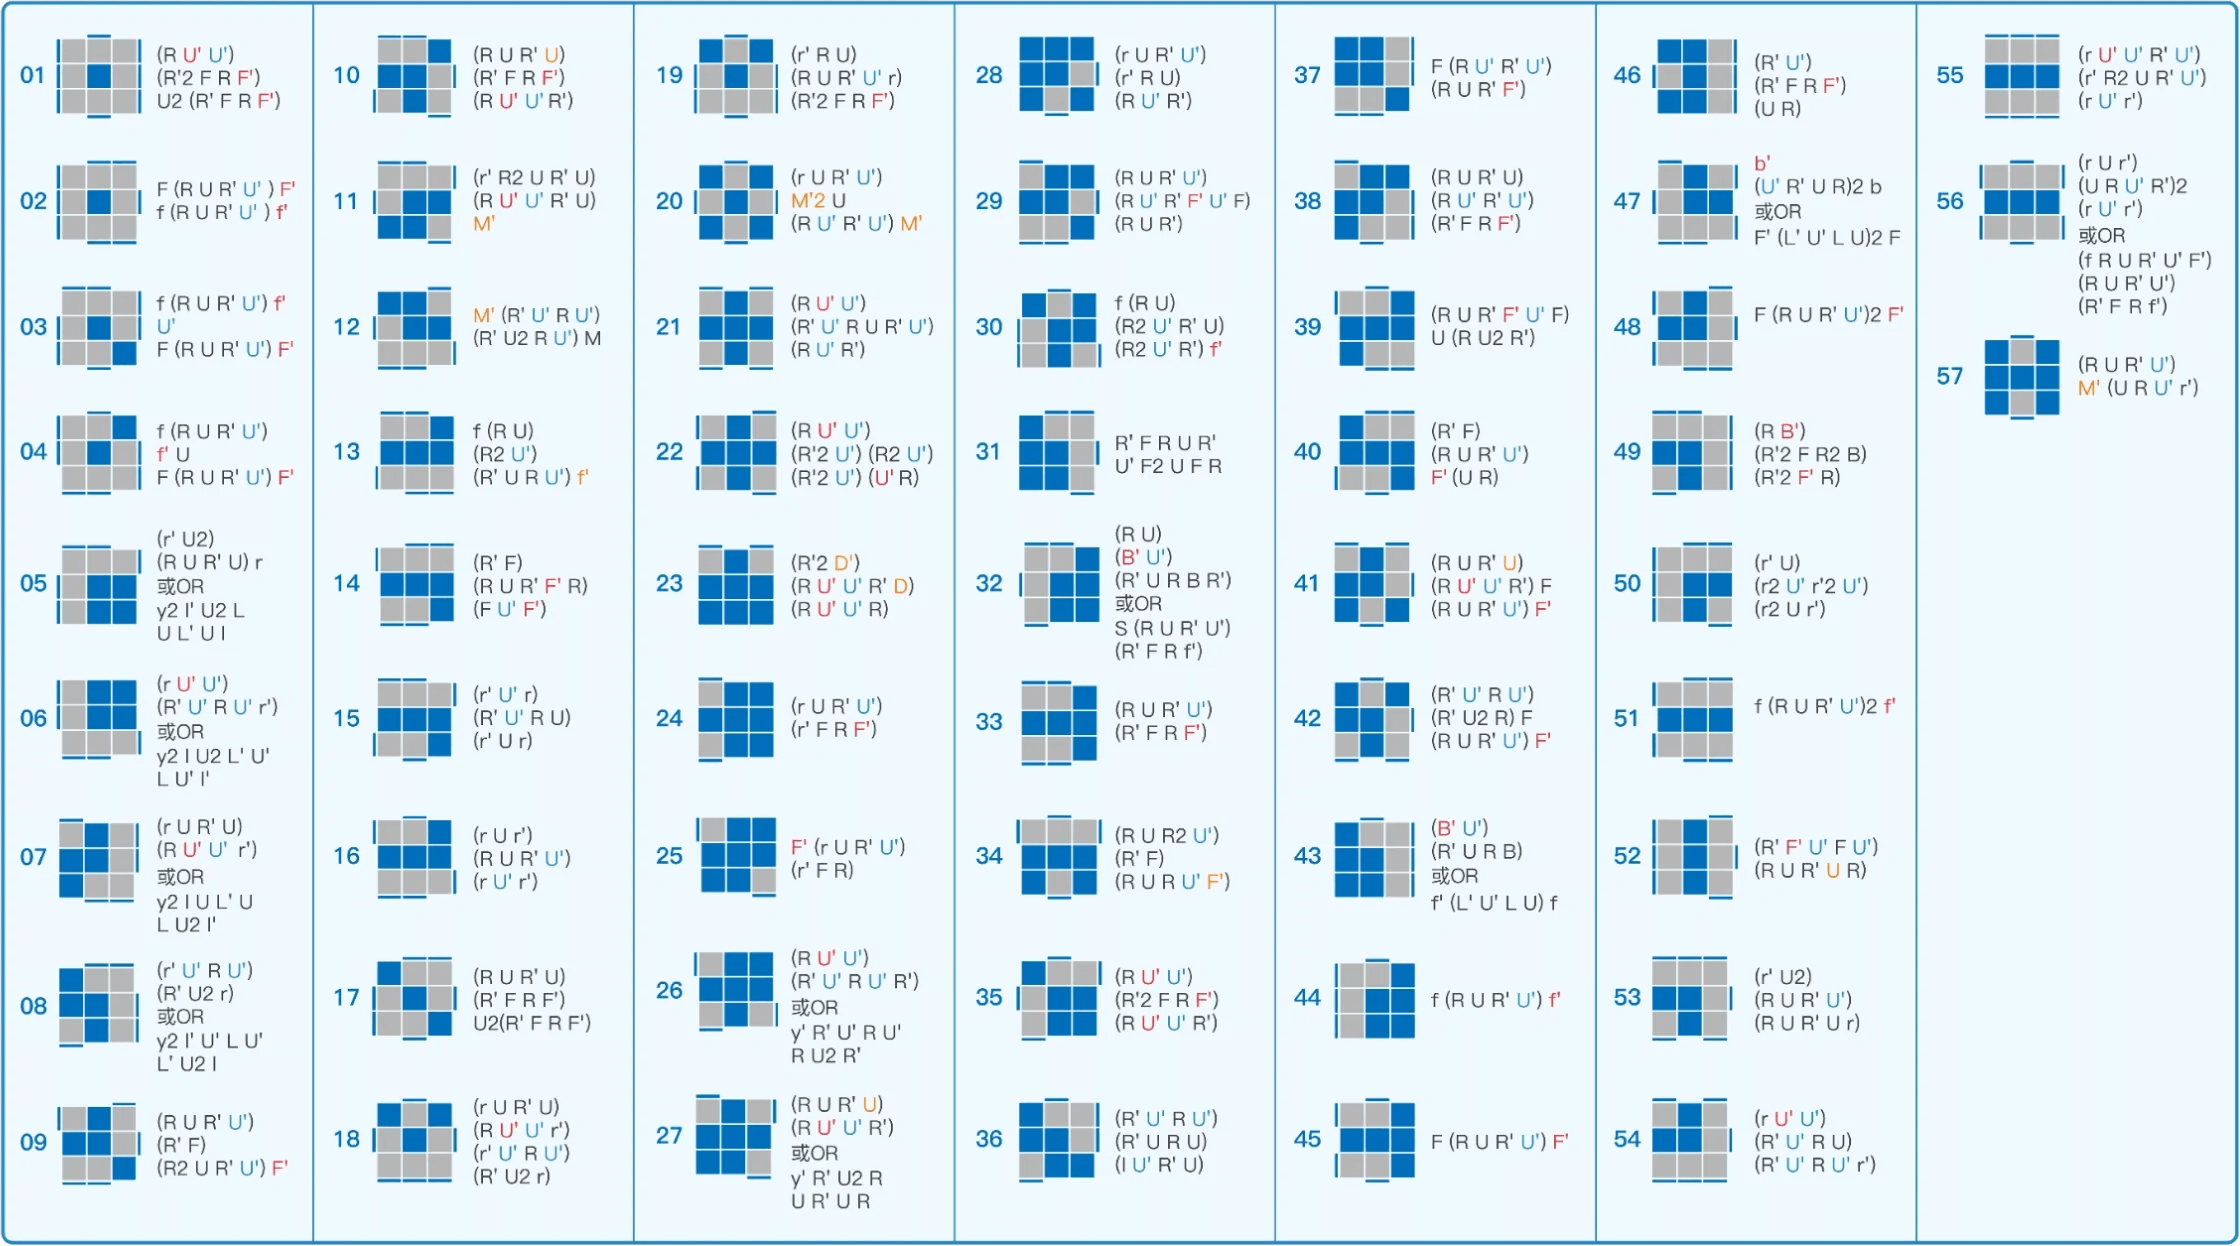 01
(R U' U')
(R'2 F R F')
U2 (R' F R F')
02
F (R U R' U' ) F'
f (R U R' U' ) f'
03
f (R U R' U') f'
U'
F (R U R' U') F'
04
f (R U R' U')
f' U
F (R U R' U') F'
05
(r' U2)
(R U R' U) r
或OR
y2 l' U2 L
U L' U l
06
(r U' U')
(R' U' R U' r')
或OR
y2 l U2 L' U'
L U' l'
07
(r U R' U)
(R U' U' r')
或OR
y2 l U L' U
L U2 l'
08
(r' U' R U')
(R' U2 r)
或OR
y2 l' U' L U'
L' U2 l
09
(R U R' U')
(R' F)
(R2 U R' U') F'
10
(R U R' U)
(R' F R F')
(R U' U' R')
11
(r' R2 U R' U)
(R U' U' R' U)
M'
12
M' (R' U' R U')
(R' U2 R U') M
13
f (R U)
(R2 U')
(R' U R U') f'
14
(R' F)
(R U R' F' R)
(F U' F')
15
(r' U' r)
(R' U' R U)
(r' U r)
16
(r U r')
(R U R' U')
(r U' r')
17
(R U R' U)
(R' F R F')
U2(R' F R F')
18
(r U R' U)
(R U' U' r')
(r' U' R U')
(R' U2 r)
19
(r' R U)
(R U R' U' r)
(R'2 F R F')
20
(r U R' U')
M'2 U
(R U' R' U') M'
21
(R U' U')
(R' U' R U R' U')
(R U' R')
22
(R U' U')
(R'2 U') (R2 U')
(R'2 U') (U' R)
23
(R'2 D')
(R U' U' R' D)
(R U' U' R)
24
(r U R' U')
(r' F R F')
25
F' (r U R' U')
(r' F R)
26
(R U' U')
(R' U' R U' R')
或OR
y' R' U' R U'
R U2 R'
27
(R U R' U)
(R U' U' R')
或OR
y' R' U2 R
U R' U R
28
(r U R' U')
(r' R U)
(R U' R')
29
(R U R' U')
(R U' R' F' U' F)
(R U R')
30
f (R U)
(R2 U' R' U)
(R2 U' R') f'
31
R' F R U R'
U' F2 U F R
32
(R U)
(B' U')
(R' U R B R')
或OR
S (R U R' U')
(R' F R f')
33
(R U R' U')
(R' F R F')
34
(R U R2 U')
(R' F)
(R U R U' F')
35
(R U' U')
(R'2 F R F')
(R U' U' R')
36
(R' U' R U')
(R' U R U)
(l U' R' U)
37
F (R U' R' U')
(R U R' F')
38
(R U R' U)
(R U' R' U')
(R'F R F')
39
(R U R' F' U' F)
U (R U2 R')
40
(R' F)
(R U R' U')
F' (U R)
41
(R U R' U)
(R U' U' R') F
(R U R' U') F'
42
(R' U' R U')
(R' U2 R) F
(R U R' U') F'
43
(B' U')
(R' U R B)
或OR
f' (L' U' L U) f
44
f (R U R' U') f'
45
F (R U R' U') F'
46
(R' U')
(R' F R F')
(U R)
47
b'
(U' R' U R)2 b
或OR
F' (L' U' L U)2 F
48
F (R U R' U')2 F'
49
(R B')
(R'2 F R2 B)
(R'2 F' R)
50
(r' U)
(r2 U' r'2 U')
(r2 U r')
51
f (R U R' U')2 f'
52
(R' F' U' F U')
(R U R' U R)
53
(r' U2)
(R U R' U')
(R U R' U r)
54
(r U' U')
(R' U' R U)
(R' U' R U' r')
55
(r U' U' R' U')
(r' R2 U R' U')
(r U' r')
56
(r U r')
(U R U' R')2
(r U' r')
或OR
(f R U R' U' F')
(R U R' U')
(R' F R f')
57
(R U R' U')
M' (U R U' r')